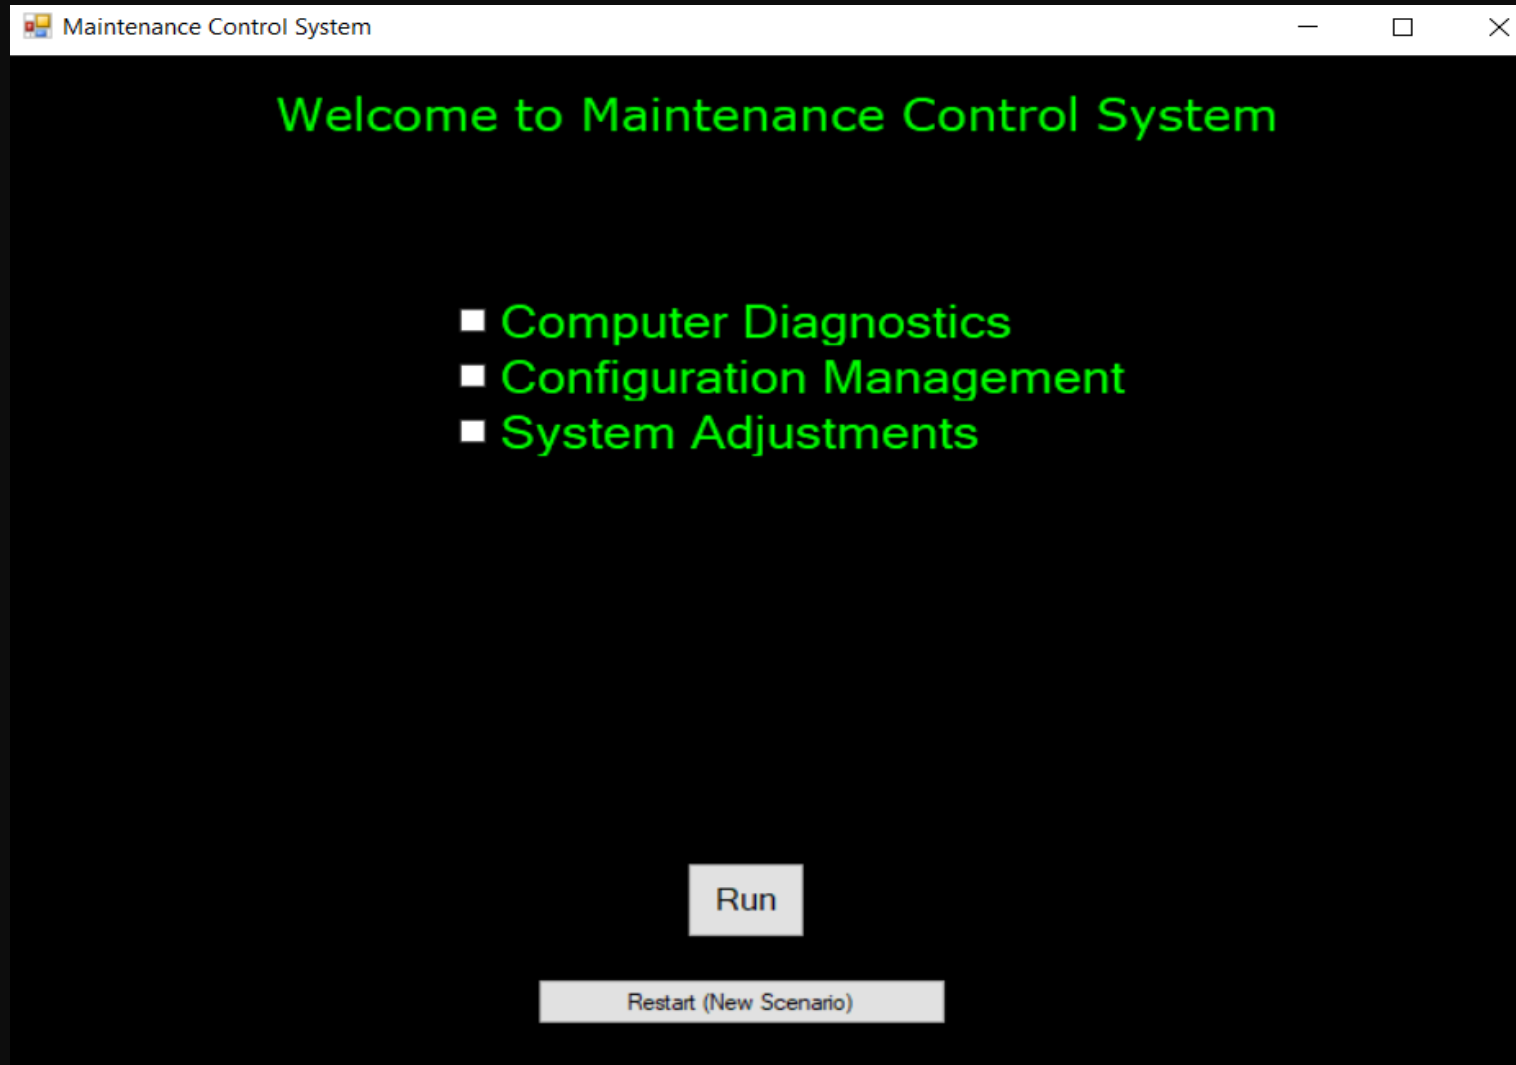 Maintenance Control System
Welcome to Maintenance Control System
Computer Diagnostics
Configuration Management
System Adjustments
Run
Restart (New Scenario)